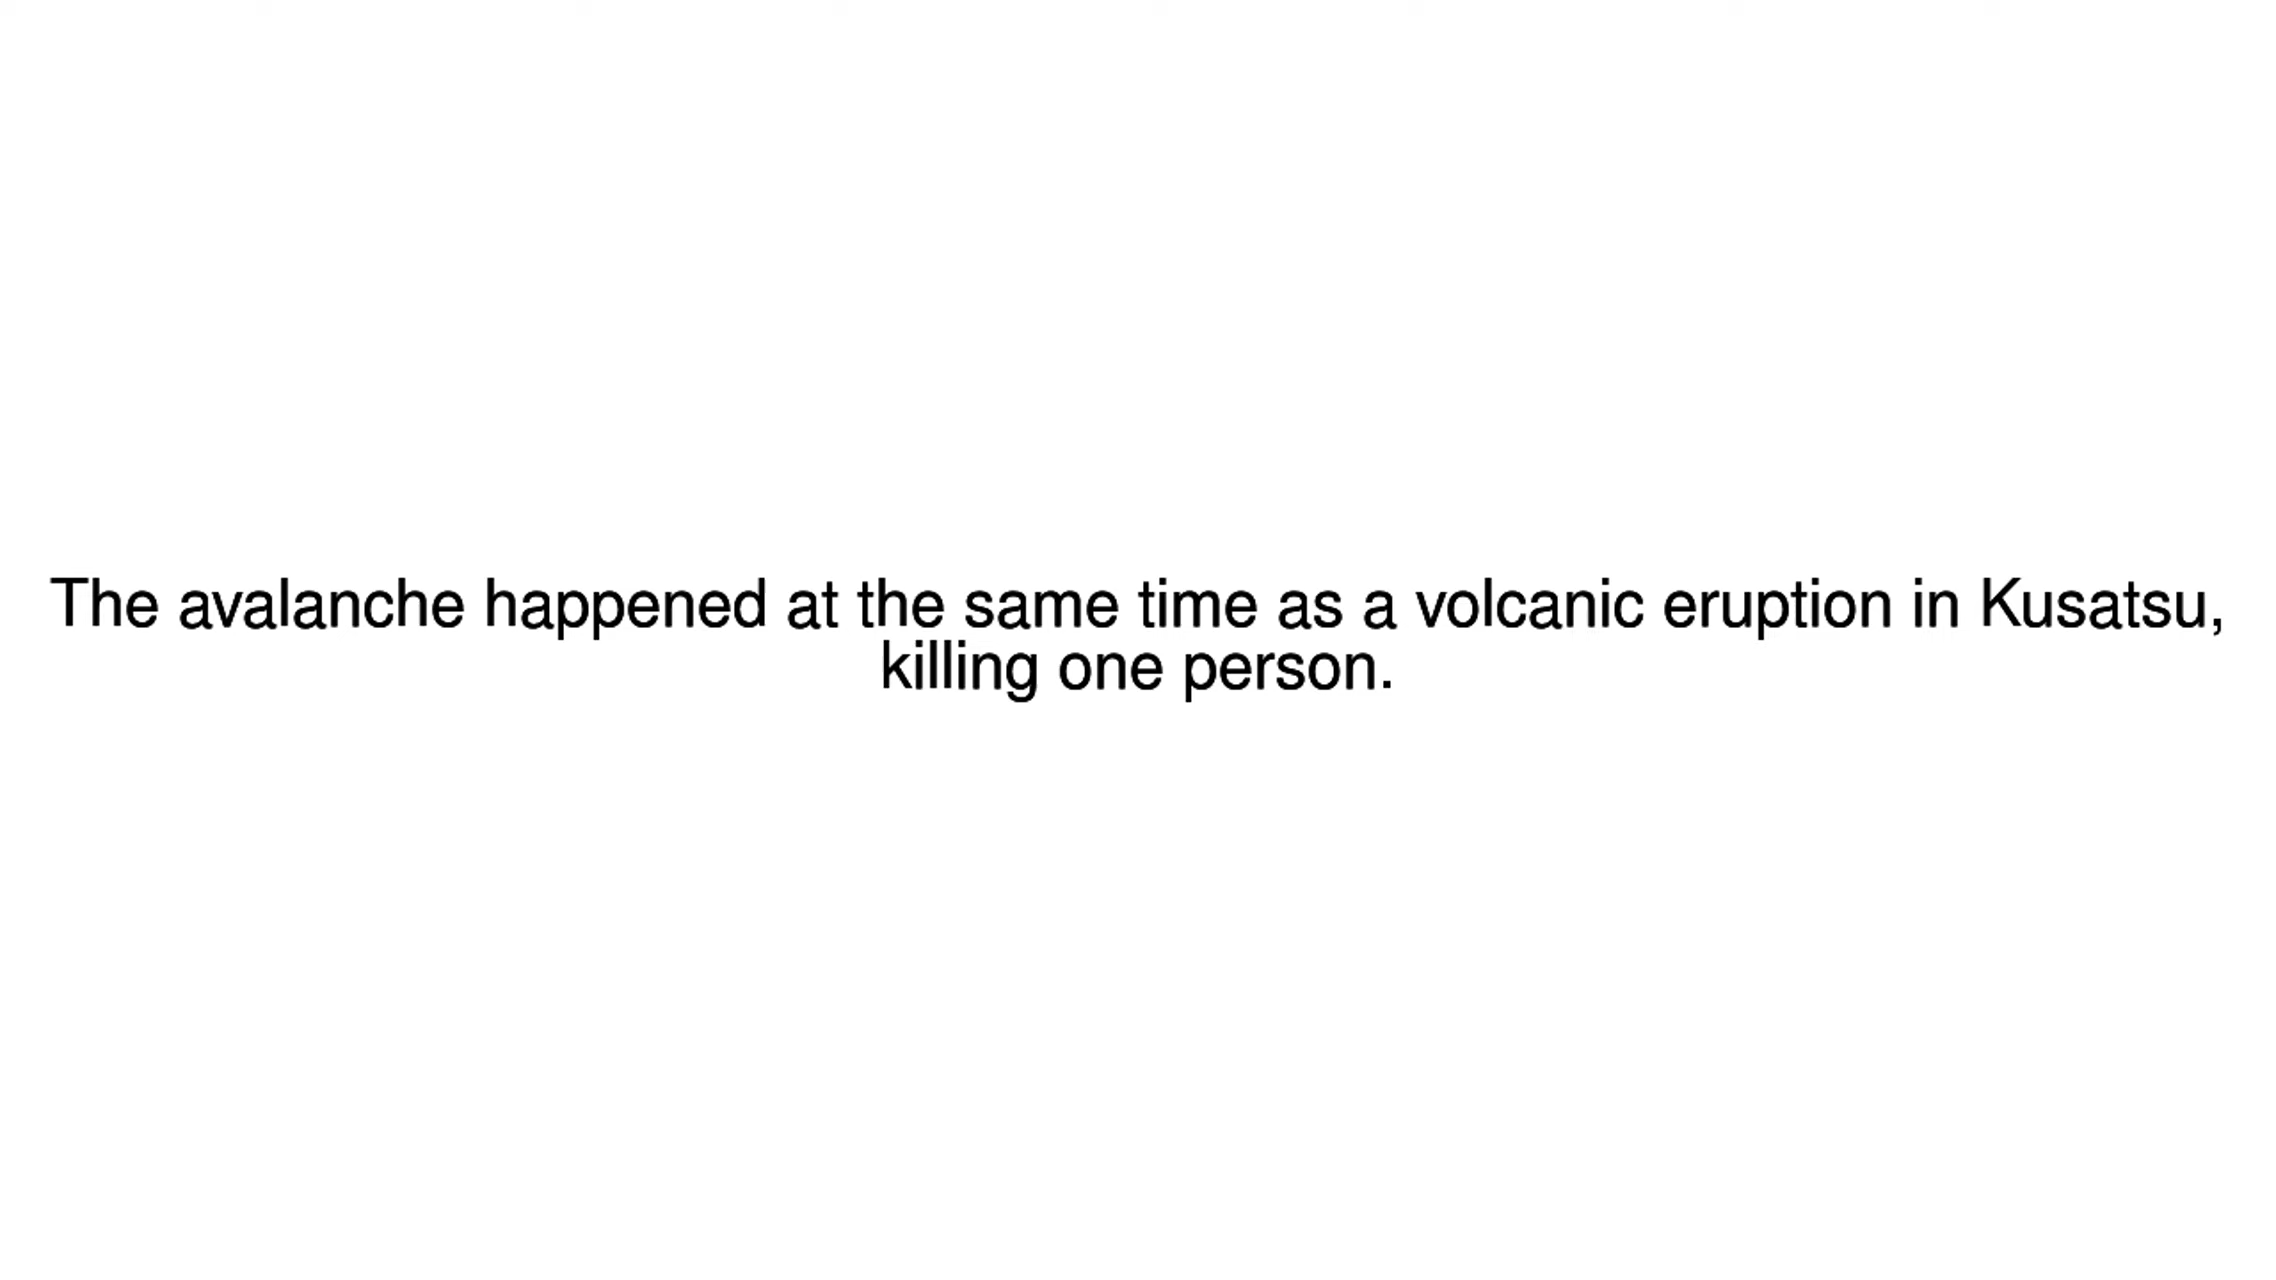 The avalanche happened at the same time as a volcanic eruption in Kusatsu,
killing one person.